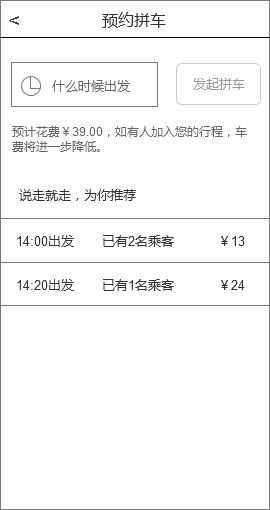 < 预约拼车
什么时候出发 发起拼车
预计花费￥39.00，如有人加入您的行程，车
费将进一步降低。
说走就走，为你推荐
14:00出发 已有2名乘客 ￥13
14:20出发 已有1名乘客 ￥24